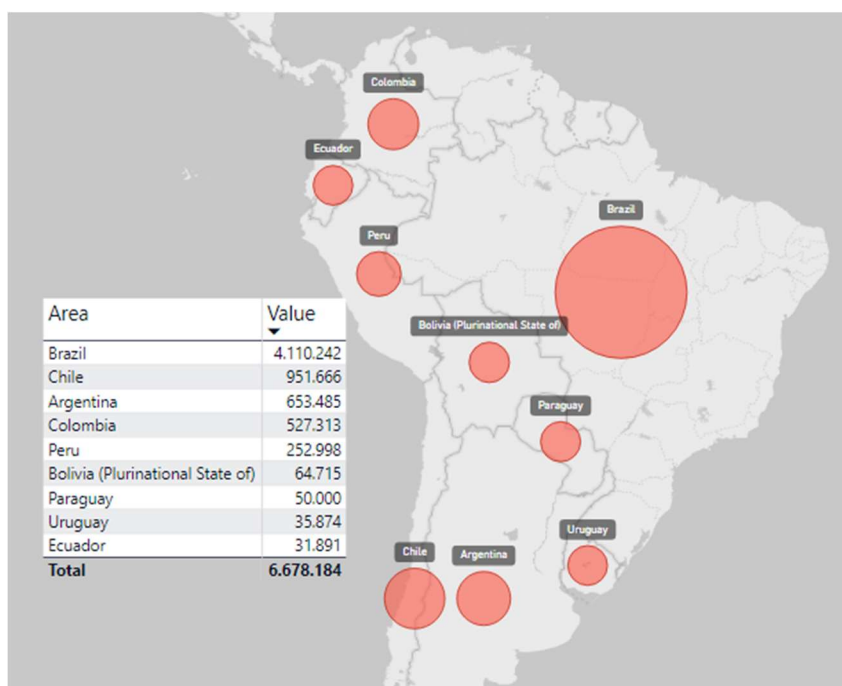 Colombia
Ecuador
Brazil
Peru
Bolivia (Plurinational State of)
Paraguay
Uruguay
Chile
Argentina
Area Value
Brazil 4.110.242
Chile 951.666
Argentina 653.485
Colombia 527.313
Peru 252.998
Bolivia (Plurinational State of) 64.715
Paraguay 50.000
Uruguay 35.874
Ecuador 31.891
Total 6.678.184